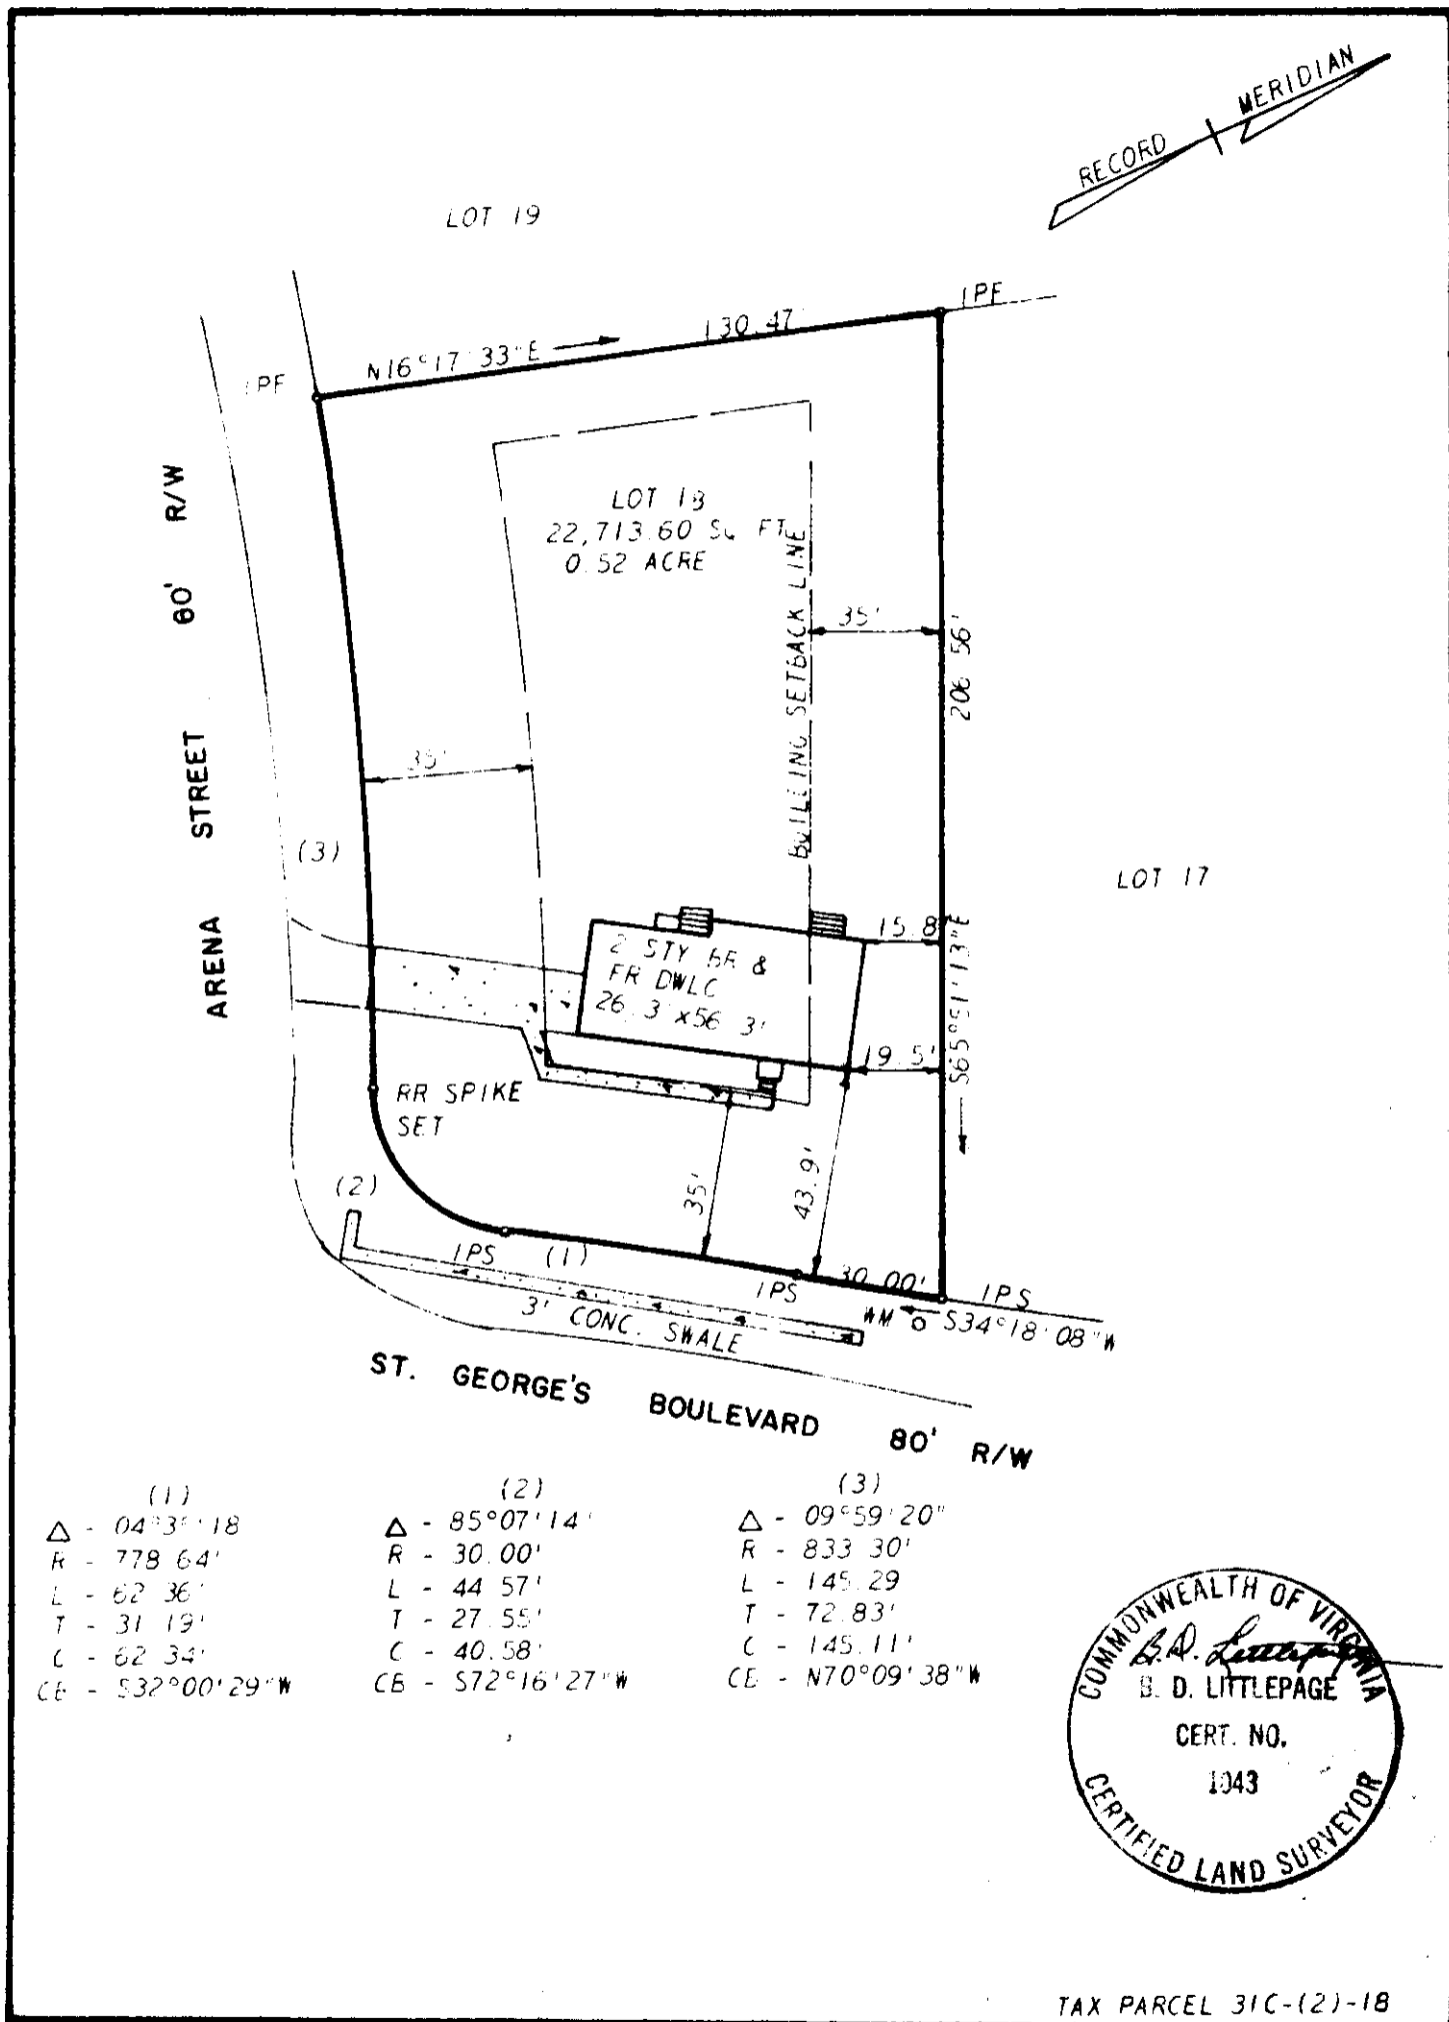 RECORD MERIDIAN
LOT 19
IPF
130.47
N16°17'33"E
IPF
LOT 18
22,713.60 SQ FT
0.52 ACRE
60' R/W
ARENA STREET
BUILDING SETBACK LINE
35'
206.56'
35'
(3)
LOT 17
15.8
2 STY BR &
FR DWLG
26.3'x56.3'
19.5'
S65°51'13"E
RR SPIKE
SET
(2)
35'
43.9'
IPS
(1)
IPS
30.00'
IPS
WM
S34°18'08"W
3' CONC. SWALE
ST. GEORGE'S BOULEVARD 80' R/W
(1)
Δ - 04°35'18
R - 778.64'
L - 62.36'
T - 31.19'
C - 62.34'
CB - S32°00'29"W
(2)
Δ - 85°07'14'
R - 30.00'
L - 44.57'
T - 27.55'
C - 40.58'
CB - S72°16'27"W
(3)
Δ - 09°59'20"
R - 833.30'
L - 145.29
T - 72.83'
C - 145.11'
CB - N70°09'38"W
COMMONWEALTH OF VIRGINIA
B.D. Littlepage
B. D. LITTLEPAGE
CERT. NO.
1043
CERTIFIED LAND SURVEYOR
TAX PARCEL 31C-(2)-18